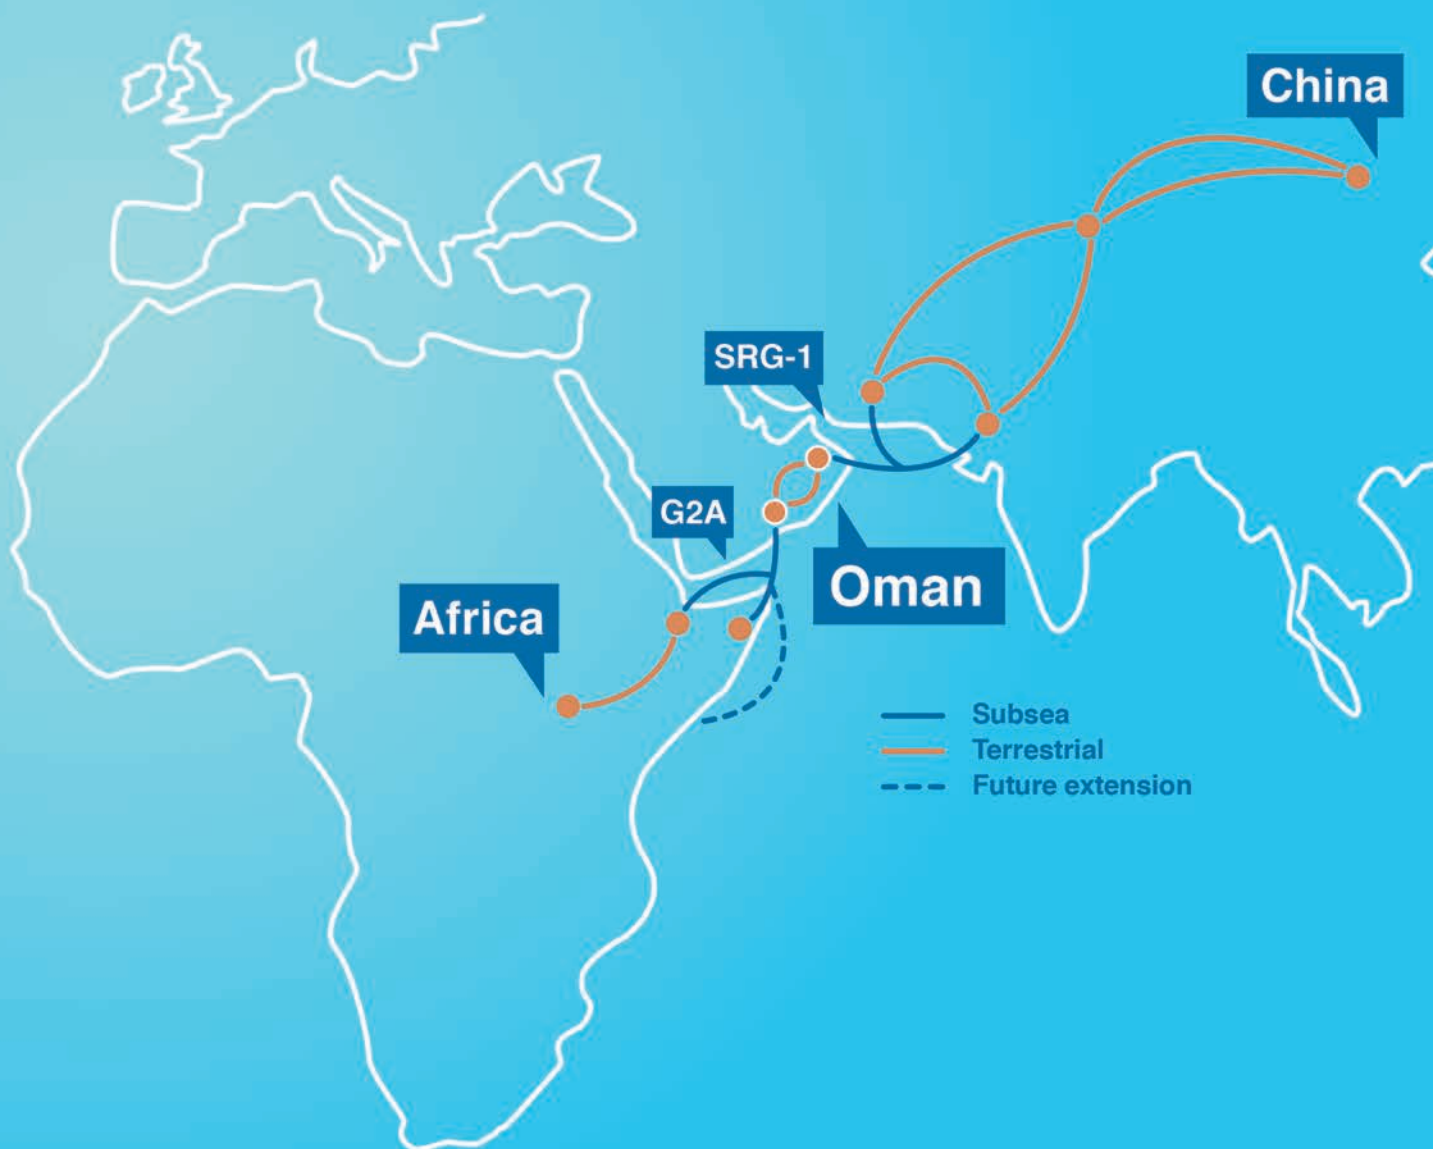 China
SRG-1
G2A
Oman
Africa
Subsea
Terrestrial
Future extension